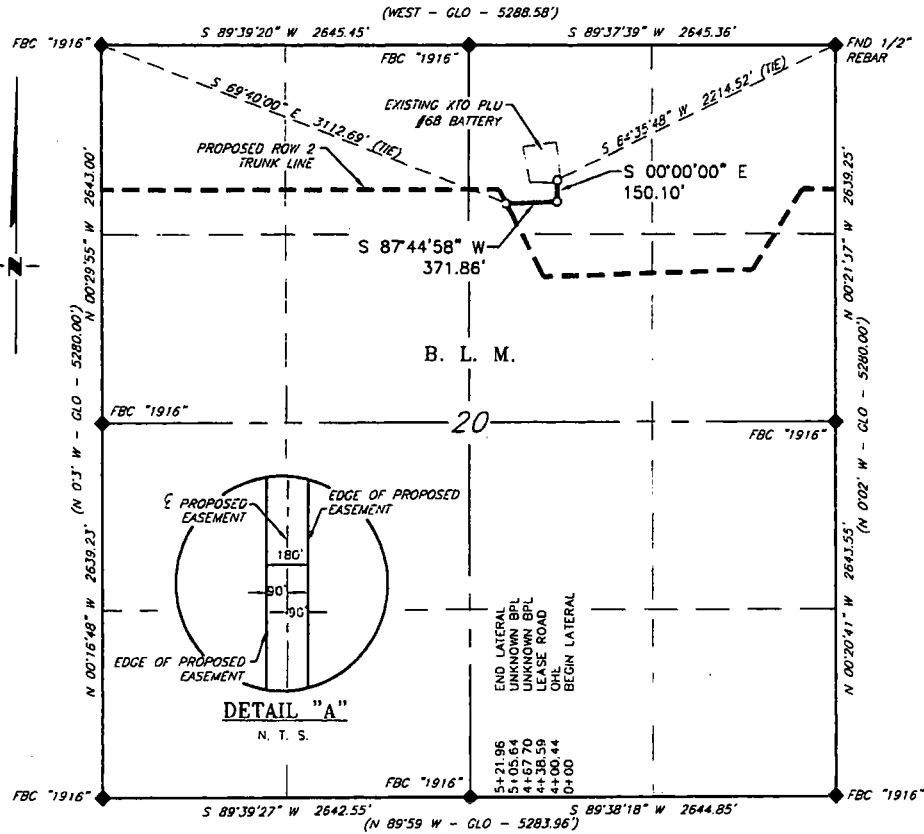 (WEST - GLO - 5288.58')
S 89°39'20" W 2645.45'
S 89°37'39" W 2645.36'
FBC "1916"
FBC "1916"
FND 1/2"
REBAR
S 69°40'00" E 3112.69' (TIE)
EXISTING XTO PLU
#68 BATTERY
S 64°35'48" W 2214.52' (TIE)
PROPOSED ROW 2
TRUNK LINE
S 00°00'00" E
150.10'
N 00°29'55" W 2643.00'
N 00°21'37" W 2639.25'
S 87°44'58" W
371.86'
N
(N 0'3' W - GLO - 5280.00')
(N 0'02' W - GLO - 5280.00')
B. L. M.
FBC "1916"
20
FBC "1916"
℄ PROPOSED
EASEMENT
EDGE OF PROPOSED
EASEMENT
180'
90'
90'
EDGE OF PROPOSED
EASEMENT
DETAIL "A"
N. T. S.
N 00°16'48" W 2639.23'
N 00°20'41" W 2643.55'
5+21.96 END LATERAL
5+05.64 UNKNOWN BPL
4+67.70 UNKNOWN BPL
4+38.59 LEASE ROAD
4+00.44 OHL
0+00 BEGIN LATERAL
FBC "1916"
FBC "1916"
FBC "1916"
S 89°39'27" W 2642.55'
S 89°38'18" W 2644.85'
(N 89'59 W - GLO - 5283.96')